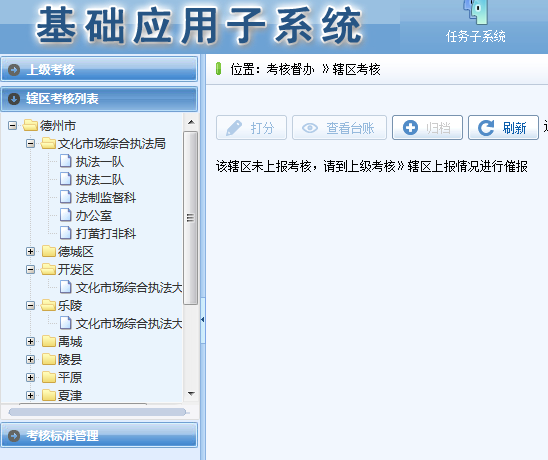 基础应用子系统
任务子系统
上级考核
辖区考核列表
德州市
文化市场综合执法局
执法一队
执法二队
法制监督科
办公室
打黄打非科
德城区
开发区
文化市场综合执法大
乐陵
文化市场综合执法大
禹城
陵县
平原
夏津
考核标准管理
位置：考核督办 》辖区考核
打分 查看台账 归档 刷新
该辖区未上报考核，请到上级考核》辖区上报情况进行催报